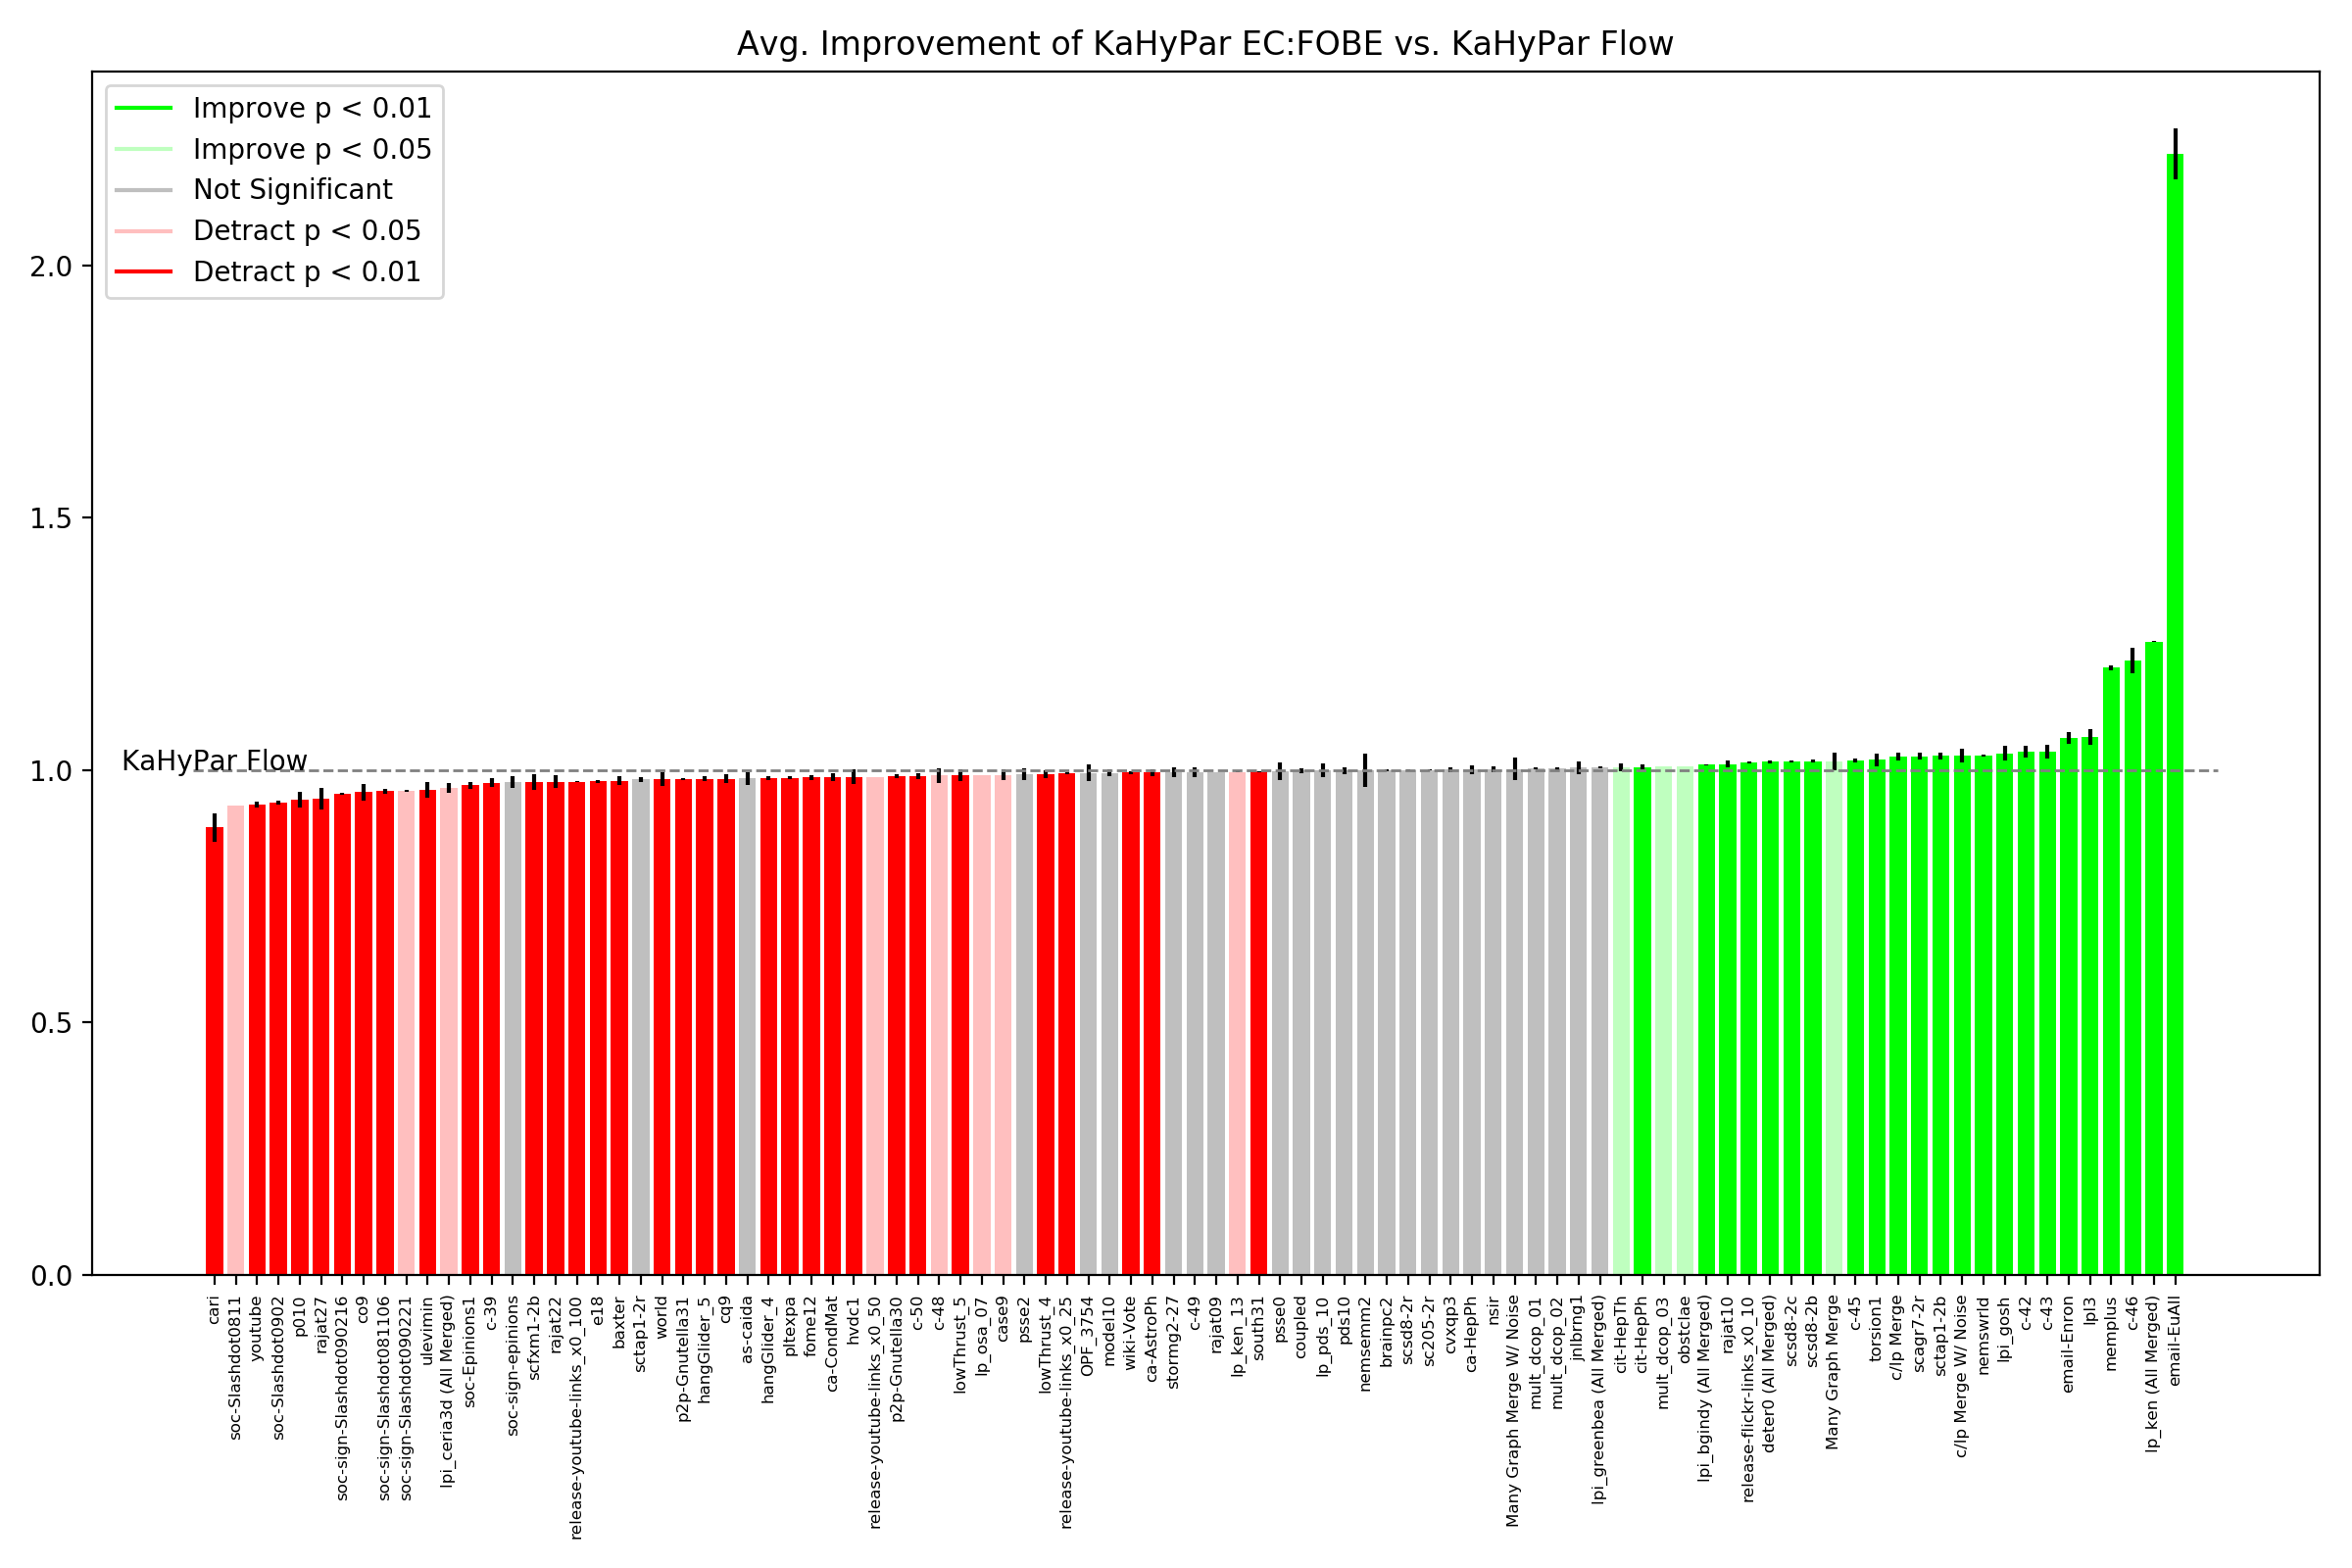 Avg. Improvement of KaHyPar EC:FOBE vs. KaHyPar Flow
Improve p < 0.01
Improve p < 0.05
Not Significant
Detract p < 0.05
Detract p < 0.01
2.0
1.5
1.0
0.5
0.0
KaHyPar Flow
cari
soc-Slashdot0811
youtube
soc-Slashdot0902
p010
rajat27
soc-sign-Slashdot090216
co9
soc-sign-Slashdot081106
soc-sign-Slashdot090221
ulevimin
lpi_ceria3d (All Merged)
soc-Epinions1
c-39
soc-sign-epinions
scfxm1-2b
rajat22
release-youtube-links_x0_100
e18
baxter
sctap1-2r
world
p2p-Gnutella31
hangGlider_5
cq9
as-caida
hangGlider_4
pltexpa
fome12
ca-CondMat
hvdc1
release-youtube-links_x0_50
p2p-Gnutella30
c-50
c-48
lowThrust_5
lp_osa_07
case9
psse2
lowThrust_4
release-youtube-links_x0_25
OPF_3754
model10
wiki-Vote
ca-AstroPh
stormg2-27
c-49
rajat09
lp_ken_13
south31
psse0
coupled
lp_pds_10
pds10
nemsemm2
brainpc2
scsd8-2r
sc205-2r
cvxqp3
ca-HepPh
nsir
Many Graph Merge W/ Noise
mult_dcop_01
mult_dcop_02
jnlbrng1
lpi_greenbea (All Merged)
cit-HepTh
cit-HepPh
mult_dcop_03
obstclae
lpi_bgindy (All Merged)
rajat10
release-flickr-links_x0_10
deter0 (All Merged)
scsd8-2c
scsd8-2b
Many Graph Merge
c-45
torsion1
c/lp Merge
scagr7-2r
sctap1-2b
c/lp Merge W/ Noise
nemswrld
lpi_gosh
c-42
c-43
email-Enron
lpl3
memplus
c-46
lp_ken (All Merged)
email-EuAll